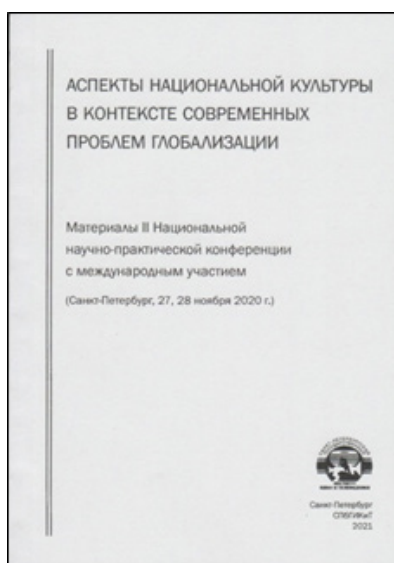 АСПЕКТЫ НАЦИОНАЛЬНОЙ КУЛЬТУРЫ
В КОНТЕКСТЕ СОВРЕМЕННЫХ
ПРОБЛЕМ ГЛОБАЛИЗАЦИИ
Материалы II Национальной
научно-практической конференции
с международным участием
(Санкт-Петербург, 27, 28 ноября 2020 г.)
Санкт-Петербург
СПбГИКиТ
2021